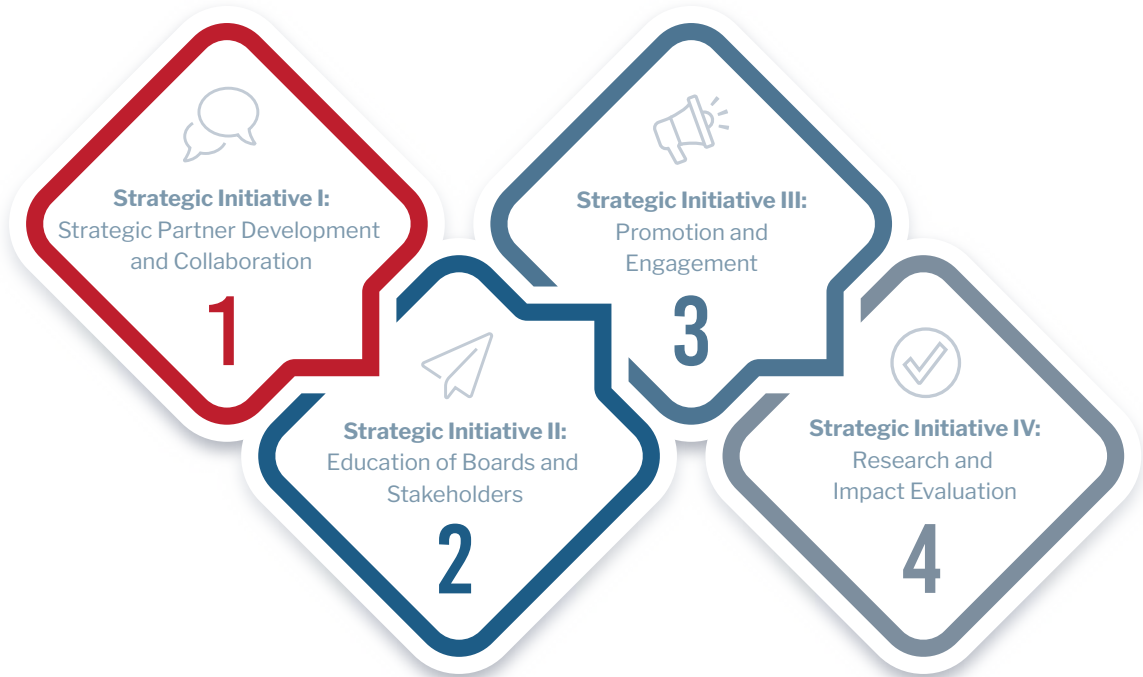 Strategic Initiative I:
Strategic Partner Development
and Collaboration
1
Strategic Initiative II:
Education of Boards and
Stakeholders
2
Strategic Initiative III:
Promotion and
Engagement
3
Strategic Initiative IV:
Research and
Impact Evaluation
4